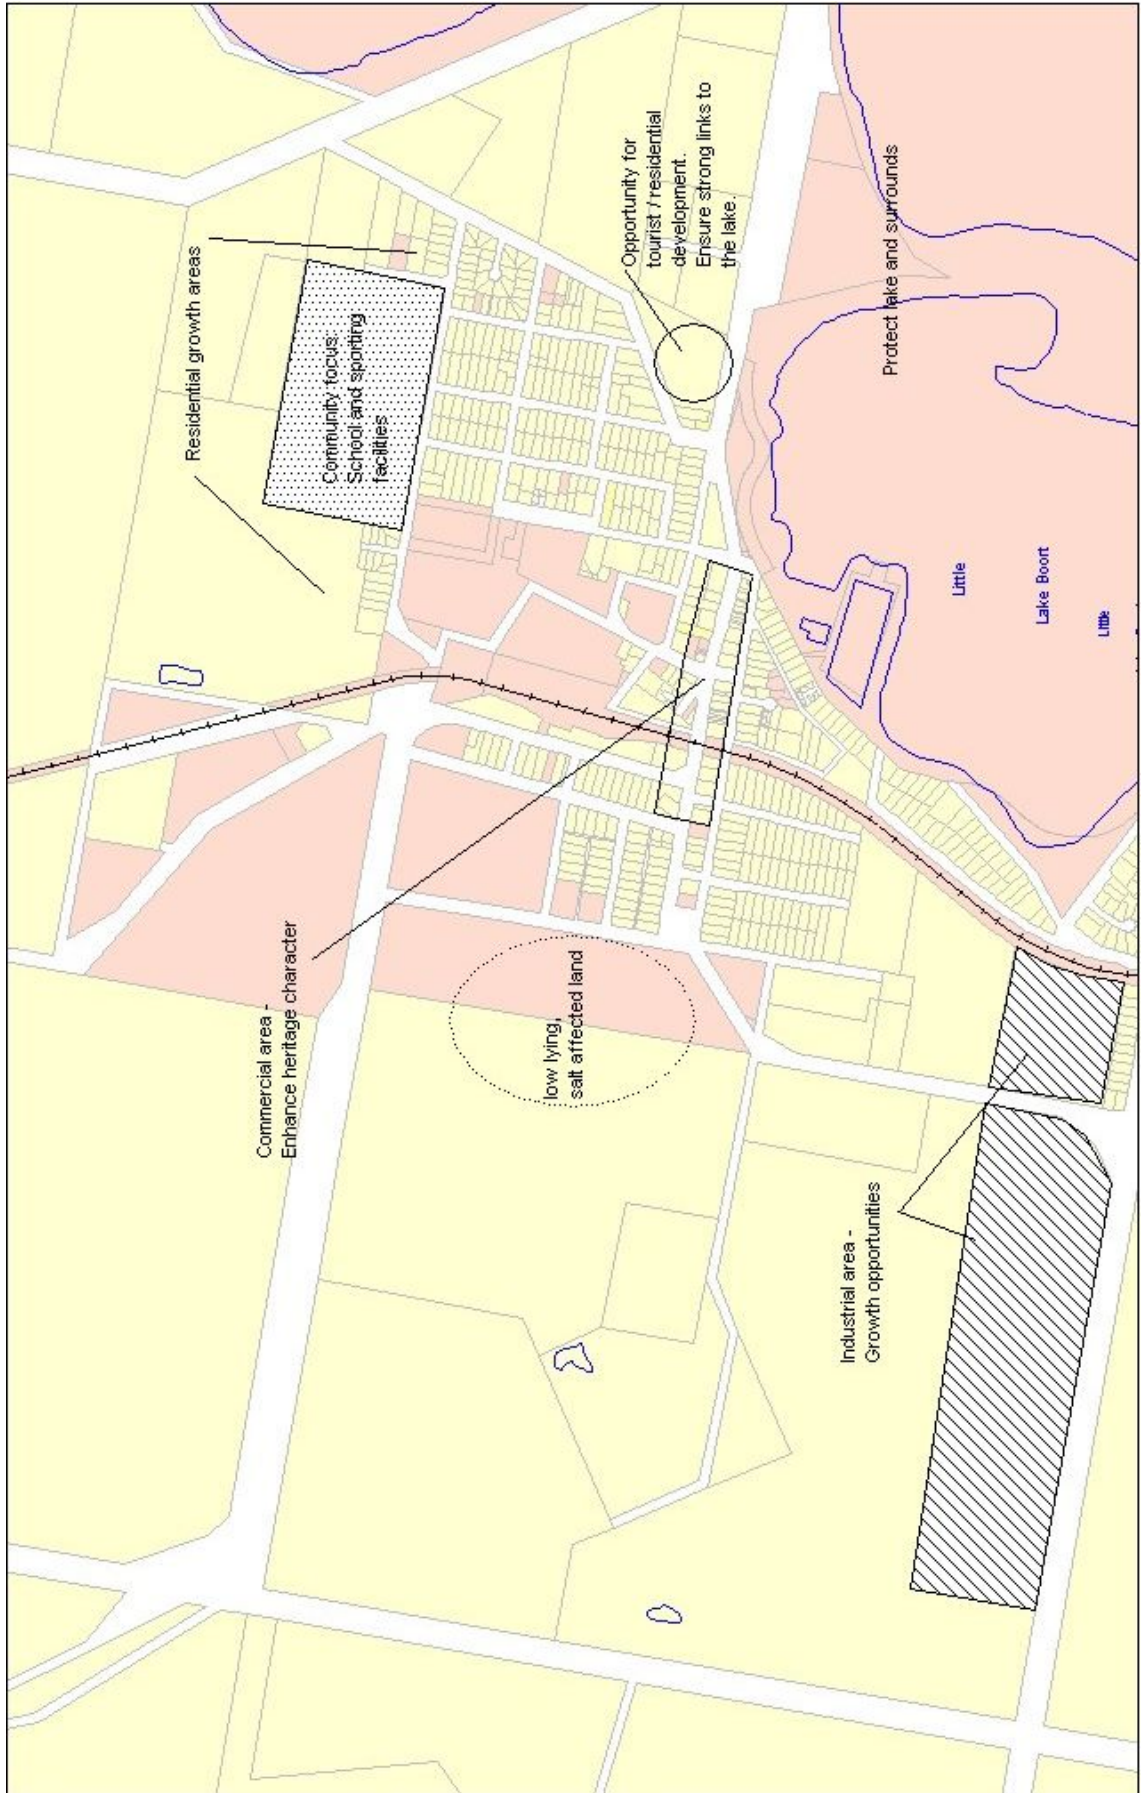 Residential growth areas
Community focus:
School and sporting
facilities
Opportunity for
tourist / residential
development.
Ensure strong links to
the lake.
Commercial area -
Enhance heritage character
low lying,
salt affected land
Protect lake and surrounds
Industrial area -
Growth opportunities
Little
Lake Boort
Little